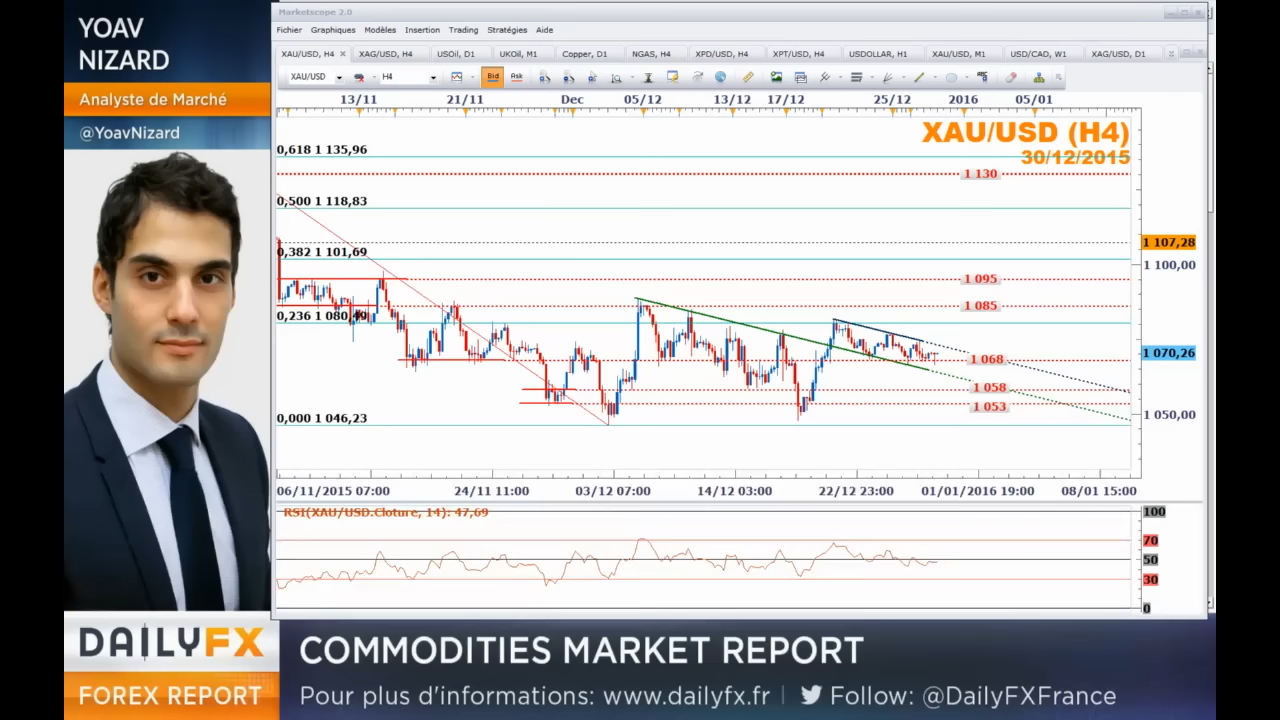 YOAV
NIZARD
Analyste de Marché
@YoavNizard
Marketscope 2.0
Fichier Graphiques Modèles Insertion Trading Stratégies Aide
XAU/USD, H4 XAG/USD, H4 USOil, D1 UKOil, M1 Copper, D1 NGAS, H4 XPD/USD, H4 XPT/USD, H4 USDOLLAR, H1 XAU/USD, M1 USD/CAD, W1 XAG/USD, D1
XAU/USD H4 Bid Ask
13/11 21/11 Dec 05/12 13/12 17/12 25/12 2016 05/01
XAU/USD (H4)
30/12/2015
0,618 1 135,96
1 130
0,500 1 118,83
1 107,28
0,382 1 101,69
1 100,00
1 095
1 085
0,236 1 080,49
1 070,26
1 068
1 058
1 053
1 050,00
0,000 1 046,23
06/11/2015 07:00 24/11 11:00 03/12 07:00 14/12 03:00 22/12 23:00 01/01/2016 19:00 08/01 15:00
RSI(XAU/USD.Cloture, 14): 47,69
100
70
50
30
0
DAILYFX
FOREX REPORT
COMMODITIES MARKET REPORT
Pour plus d'informations: www.dailyfx.fr | Follow: @DailyFXFrance